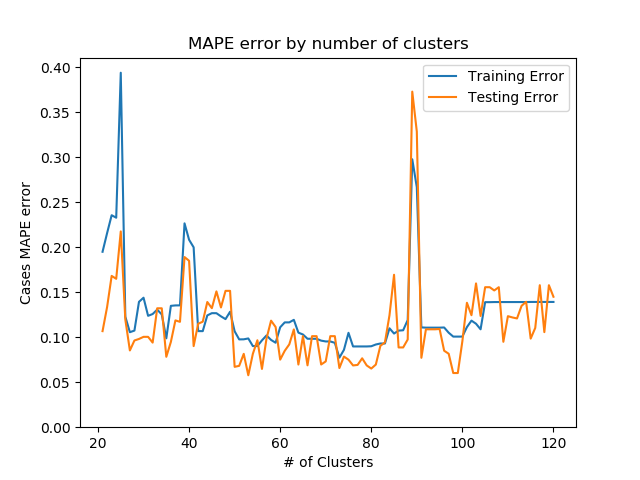 MAPE error by number of clusters
Training Error
Testing Error
Cases MAPE error
0.40
0.35
0.30
0.25
0.20
0.15
0.10
0.05
0.00
20 40 60 80 100 120
# of Clusters